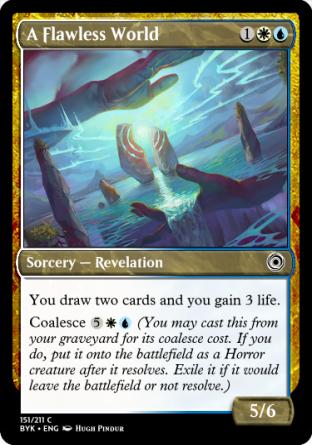 A Flawless World 1
Sorcery — Revelation
You draw two cards and you gain 3 life.
Coalesce 5 (You may cast this from
your graveyard for its coalesce cost. If you
do, put it onto the battlefield as a Horror
creature after it resolves. Exile it if it would
leave the battlefield or not resolve.)
5/6
151/211 C
BYK • ENG Hugh Pindur